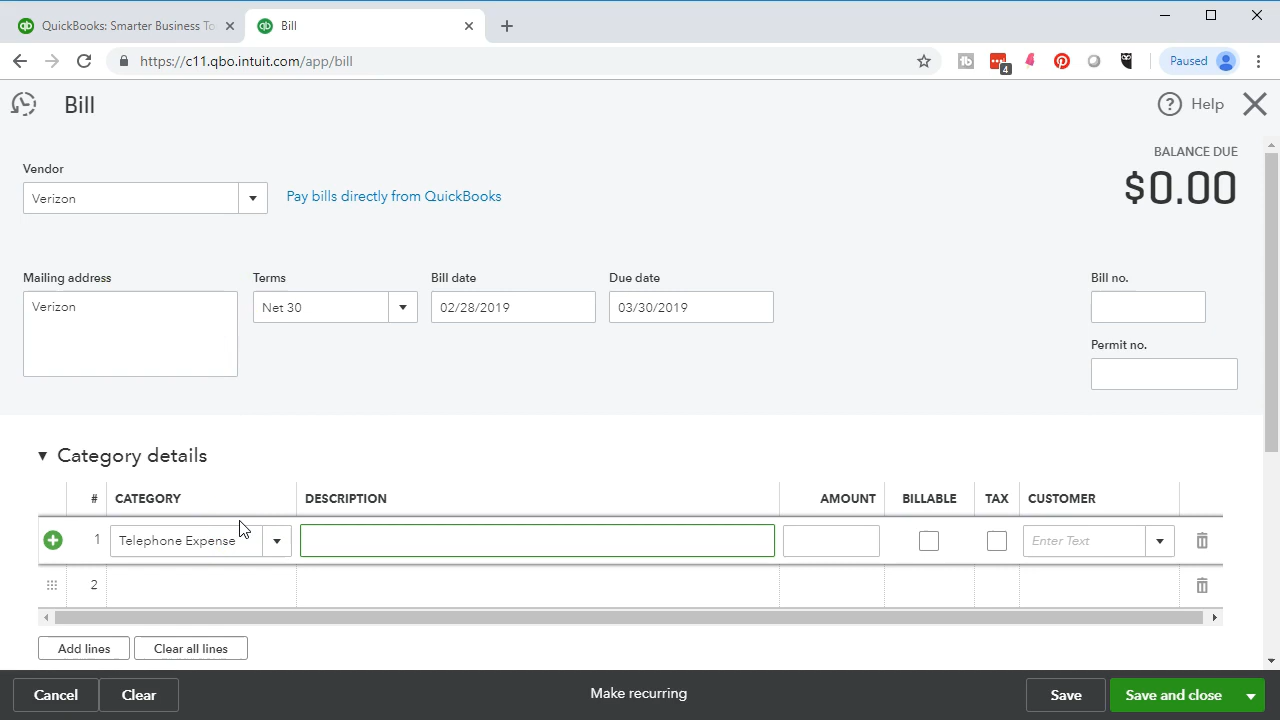 QuickBooks: Smarter Business To
Bill
https://c11.qbo.intuit.com/app/bill
4
Paused
Bill
Help
BALANCE DUE
$0.00
Vendor
Verizon
Pay bills directly from QuickBooks
Mailing address
Terms
Bill date
Due date
Bill no.
Verizon
Net 30
02/28/2019
03/30/2019
Permit no.
Category details
# CATEGORY DESCRIPTION AMOUNT BILLABLE TAX CUSTOMER
1 Telephone Expense Enter Text
2
Add lines
Clear all lines
Cancel
Clear
Make recurring
Save
Save and close